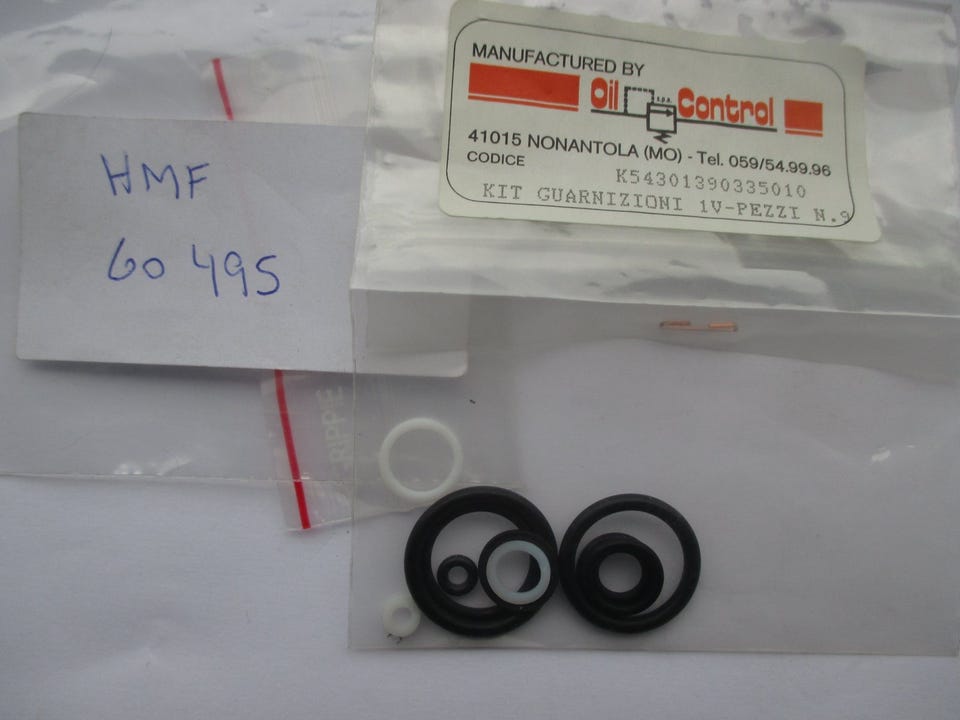 MANUFACTURED BY
Oil s.p.a. Control
41015 NONANTOLA (MO) - Tel. 059/54.99.96
CODICE
K54301390335010
KIT GUARNIZIONI 1V-PEZZI N.9
HMF
60 495